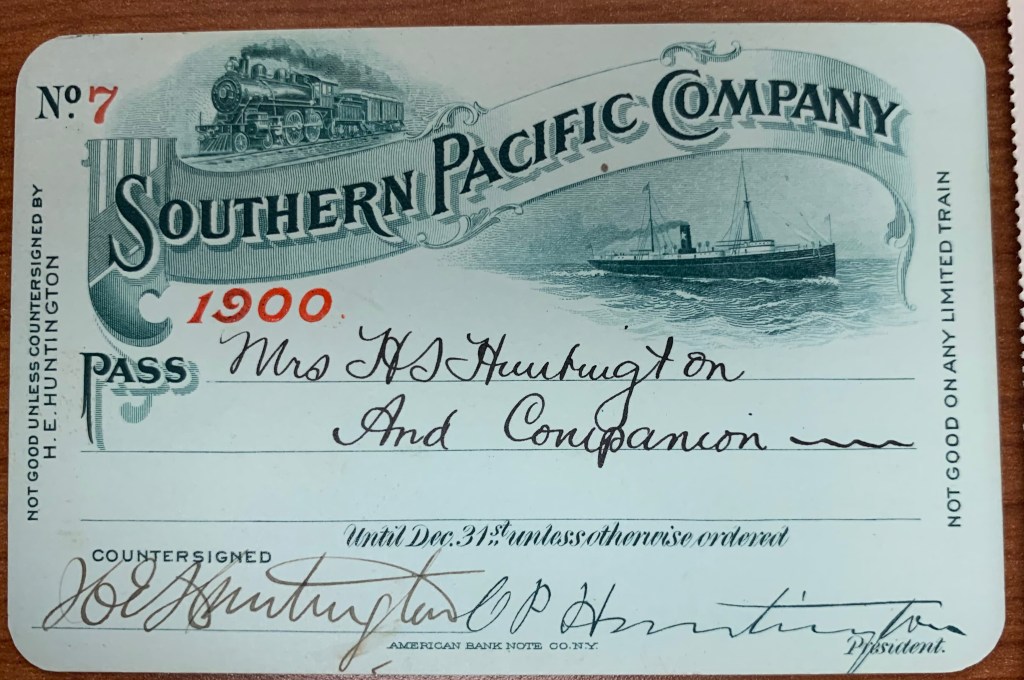 No. 7
SOUTHERN PACIFIC COMPANY
1900.
PASS Mrs H S Huntington
And Companion
Until Dec. 31st unless otherwise ordered
COUNTERSIGNED
H E Huntington C P Huntington
President.
AMERICAN BANK NOTE CO. N.Y.
NOT GOOD UNLESS COUNTERSIGNED BY
H. E. HUNTINGTON
NOT GOOD ON ANY LIMITED TRAIN